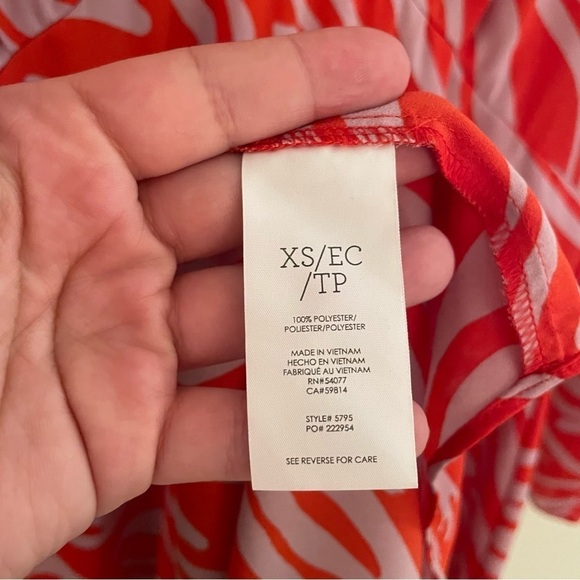 XS/EC
/TP
100% POLYESTER/
POLIESTER/POLYESTER
MADE IN VIETNAM
HECHO EN VIETNAM
FABRIQUÉ AU VIETNAM
RN#54077
CA#59814
STYLE# 5795
PO# 222954
SEE REVERSE FOR CARE